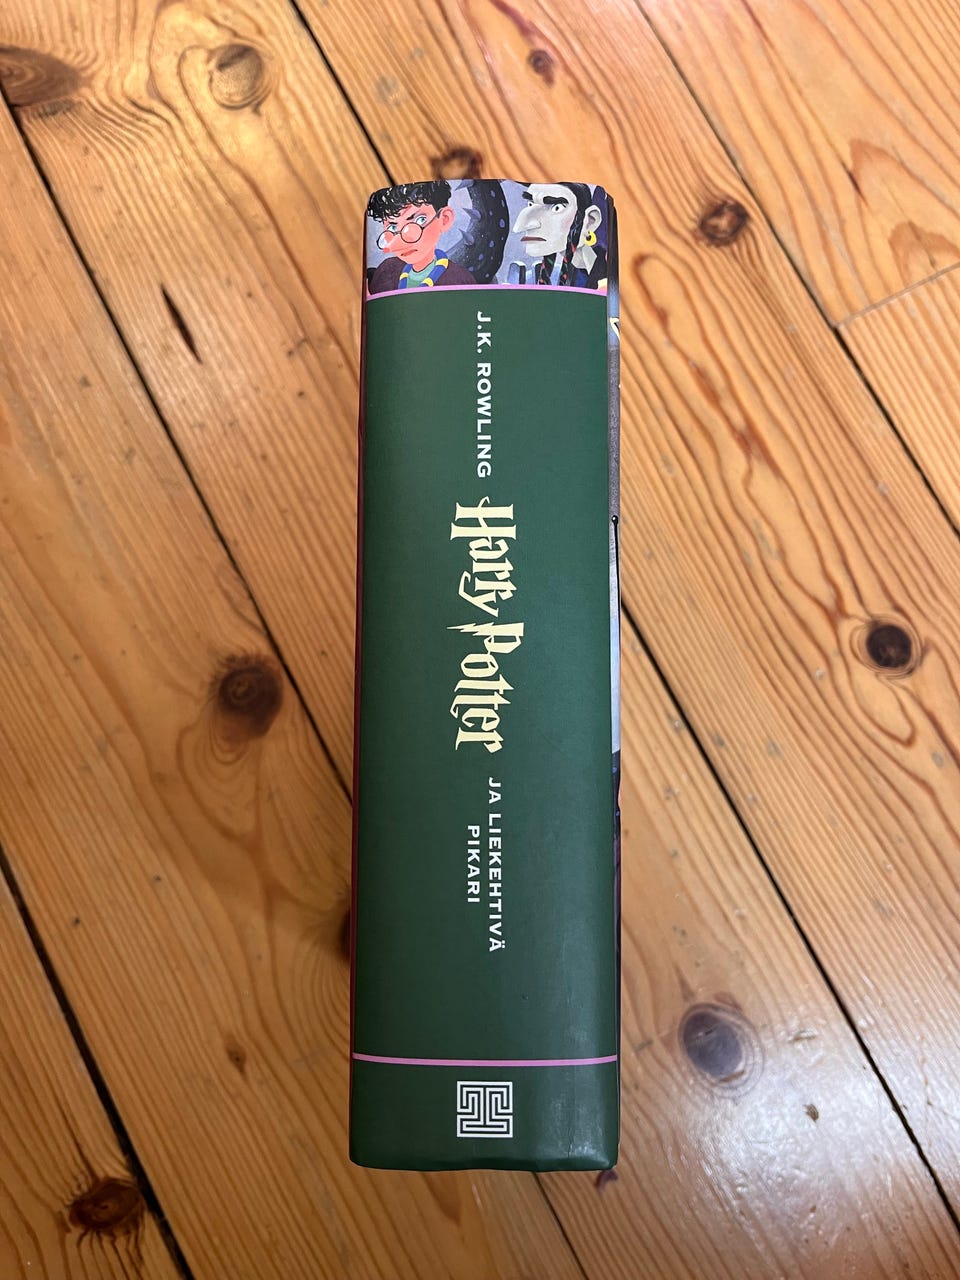 J.K. ROWLING
Harry Potter
JA LIEKEHTIVÄ
PIKARI